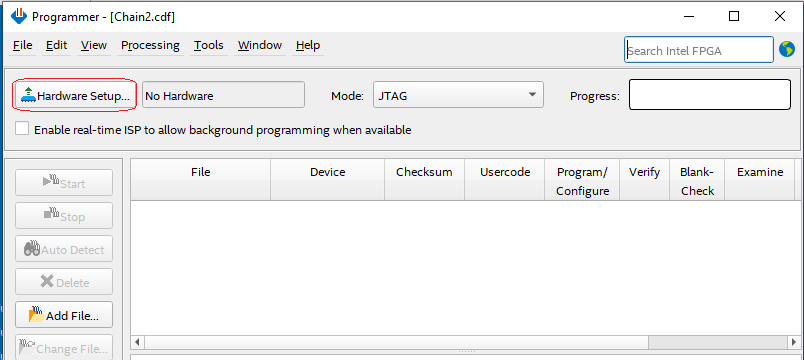 Programmer - [Chain2.cdf]
File Edit View Processing Tools Window Help
Search Intel FPGA
Hardware Setup... No Hardware Mode: JTAG Progress:
Enable real-time ISP to allow background programming when available
File Device Checksum Usercode Program/ Verify Blank- Examine
Configure Check
Start
Stop
Auto Detect
Delete
Add File...
Change File...